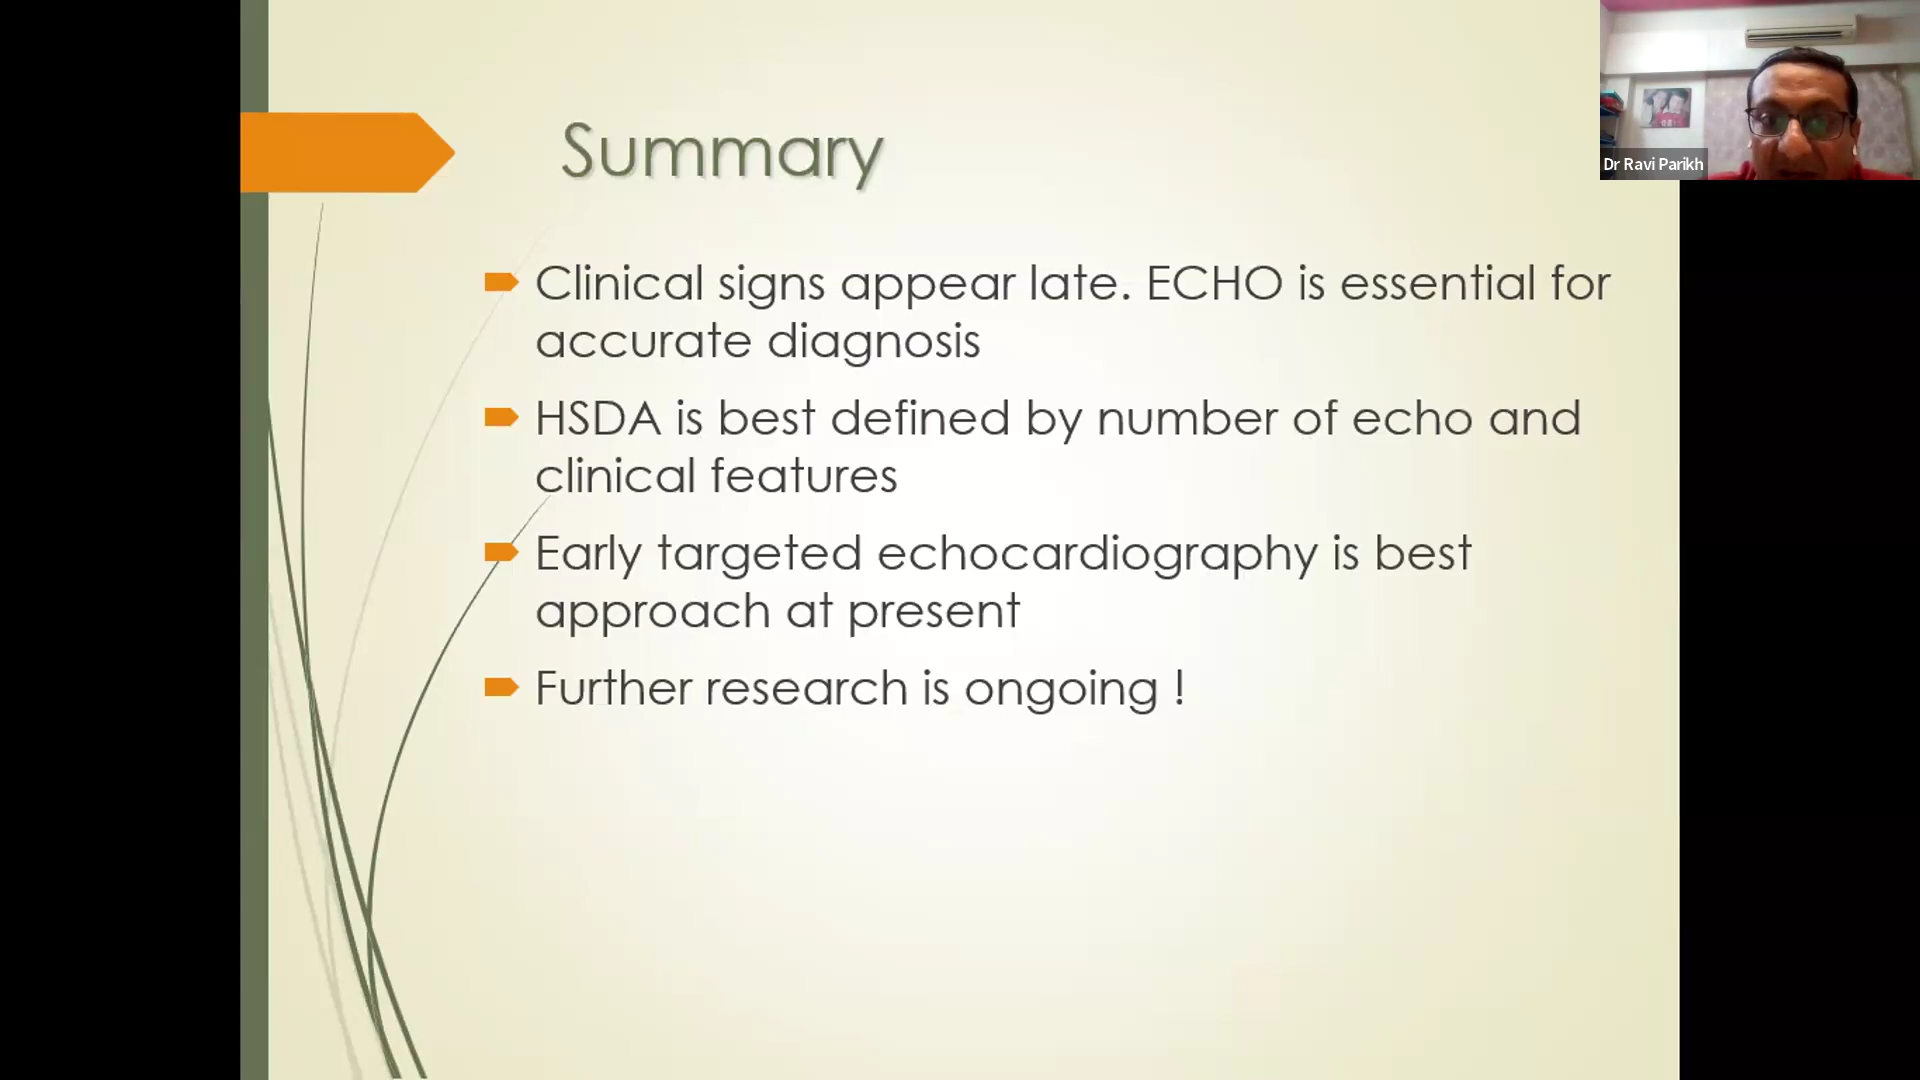 Summary
Clinical signs appear late. ECHO is essential for
accurate diagnosis
HSDA is best defined by number of echo and
clinical features
Early targeted echocardiography is best
approach at present
Further research is ongoing !
Dr Ravi Parikh